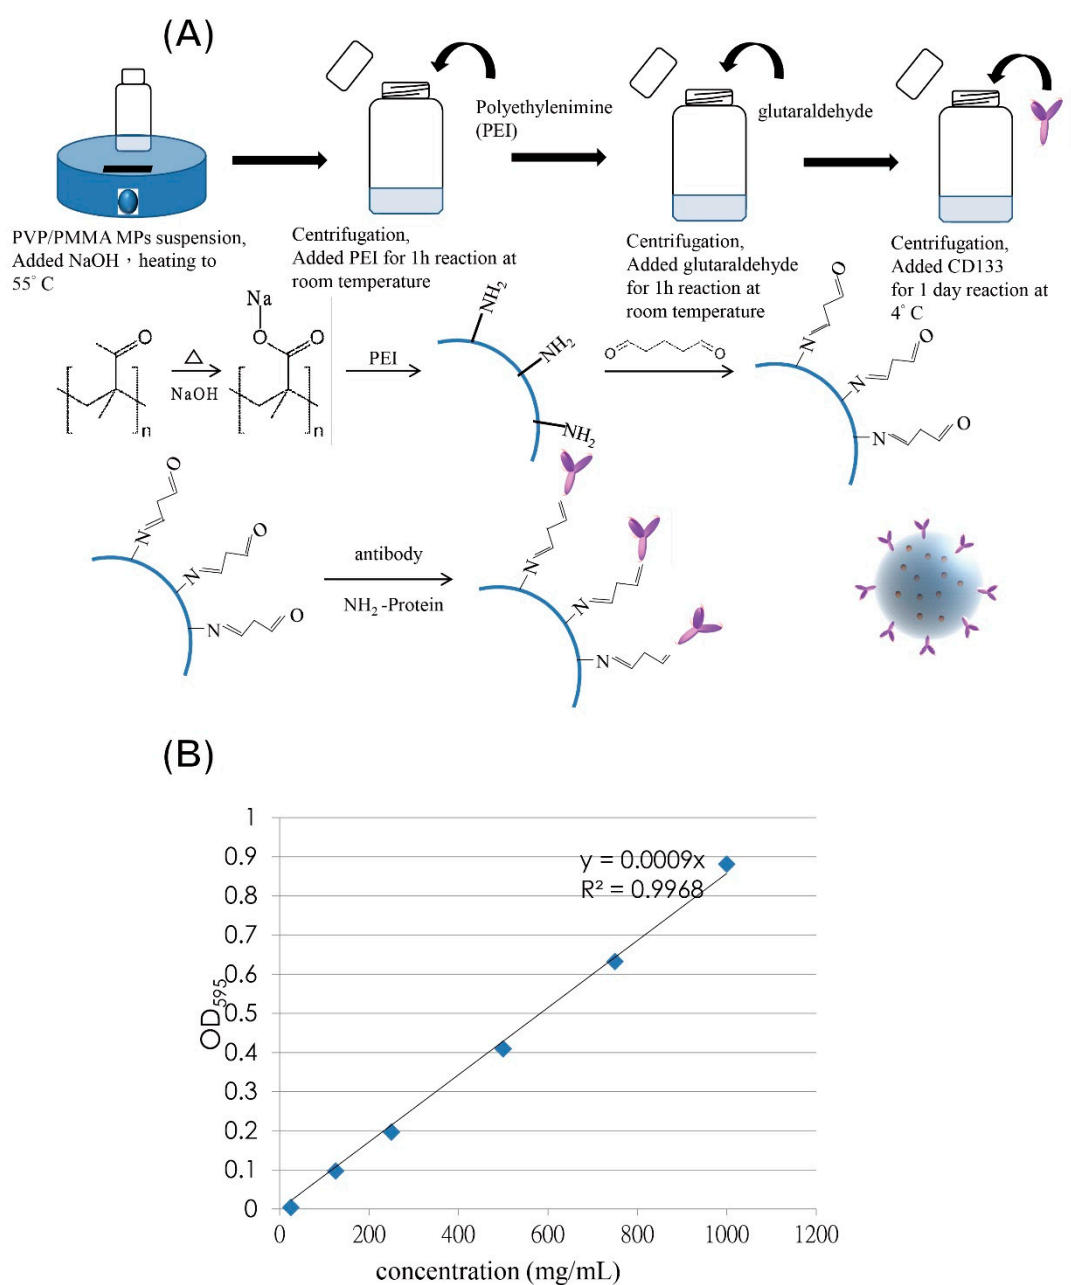 (A)
Polyethylenimine
(PEI)
glutaraldehyde
PVP/PMMA MPs suspension,
Added NaOH，heating to
55° C
Centrifugation,
Added PEI for 1h reaction at
room temperature
Centrifugation,
Added glutaraldehyde
for 1h reaction at
room temperature
Centrifugation,
Added CD133
for 1 day reaction at
4° C
O
n
△
NaOH
Na
O
O
n
PEI
NH₂
NH₂
NH₂
O
O
N
O
N
O
N
O
N
O
N
O
N
O
antibody
NH₂ -Protein
N
N
N
(B)
1
0.9
0.8
0.7
0.6
0.5
0.4
0.3
0.2
0.1
0
OD₅₉₅
y = 0.0009x
R² = 0.9968
0 200 400 600 800 1000 1200
concentration (mg/mL)